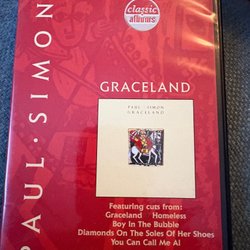 classic
albums
PAUL · SIMON
GRACELAND
PAUL SIMON
GRACELAND
Featuring cuts from:
Graceland Homeless
Boy In The Bubble
Diamonds On The Soles Of Her Shoes
You Can Call Me Al